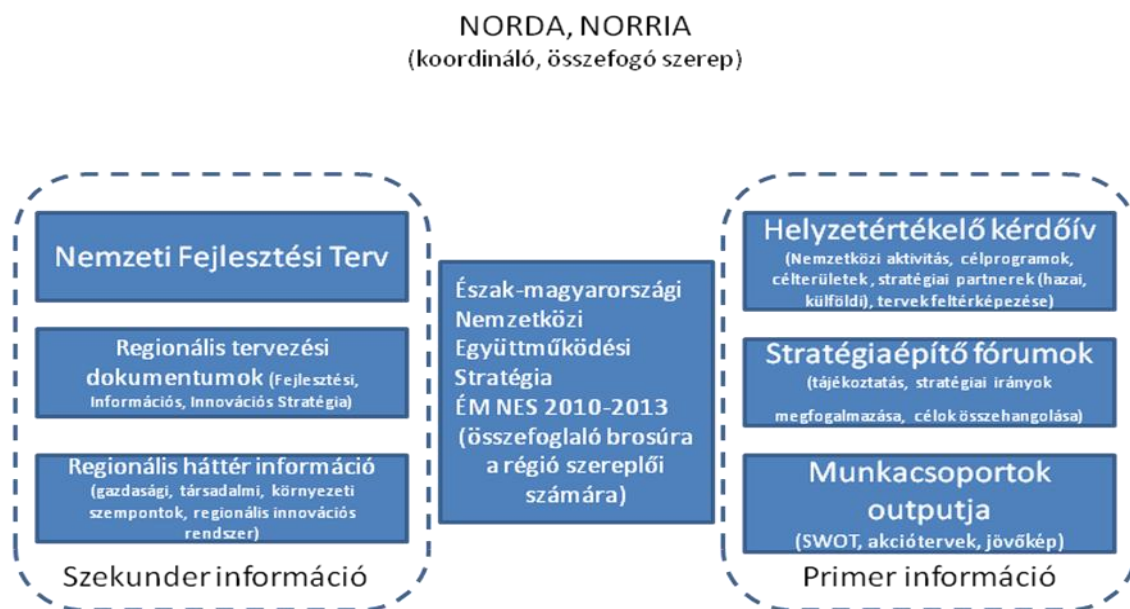 NORDA, NORRIA
(koordináló, összefogó szerep)
Nemzeti Fejlesztési Terv
Regionális tervezési
dokumentumok (Fejlesztési,
Információs, Innovációs Stratégia)
Regionális háttér információ
(gazdasági, társadalmi, környezeti
szempontok, regionális innovációs
rendszer)
Szekunder információ
Észak-magyarországi
Nemzetközi
Együttműködési
Stratégia
ÉM NES 2010-2013
(összefoglaló brosúra
a régió szereplői
számára)
Helyzetértékelő kérdőív
(Nemzetközi aktivitás, célprogramok,
célterületek, stratégiai partnerek (hazai,
külföldi), tervek feltérképezése)
Stratégiaépítő fórumok
(tájékoztatás, stratégiai irányok
megfogalmazása, célok összehangolása)
Munkacsoportok
outputja
(SWOT, akciótervek, jövőkép)
Primer információ